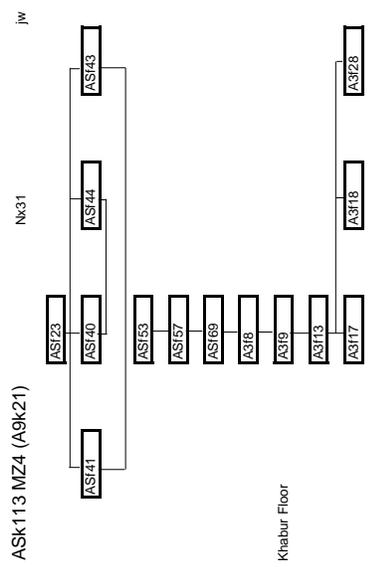 ASk113 MZ4 (A9k21)
Nx31
jw
ASf23
ASf41
ASf40
ASf44
ASf43
ASf53
ASf57
ASf69
A3f8
Khabur Floor
A3f9
A3f13
A3f17
A3f18
A3f28